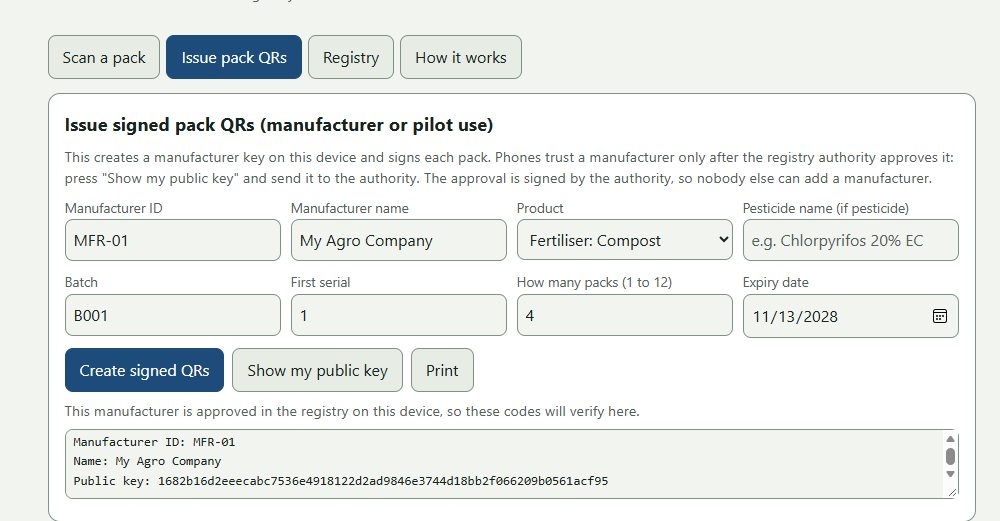 Scan a pack
Issue pack QRs
Registry
How it works
Issue signed pack QRs (manufacturer or pilot use)
This creates a manufacturer key on this device and signs each pack. Phones trust a manufacturer only after the registry authority approves it:
press "Show my public key" and send it to the authority. The approval is signed by the authority, so nobody else can add a manufacturer.
Manufacturer ID
Manufacturer name
Product
Pesticide name (if pesticide)
MFR-01
My Agro Company
Fertiliser: Compost
e.g. Chlorpyrifos 20% EC
Batch
First serial
How many packs (1 to 12)
Expiry date
B001
1
4
11/13/2028
Create signed QRs
Show my public key
Print
This manufacturer is approved in the registry on this device, so these codes will verify here.
Manufacturer ID: MFR-01
Name: My Agro Company
Public key: 1682b16d2eeecabc7536e4918122d2ad9846e3744d18bb2f066209b0561acf95